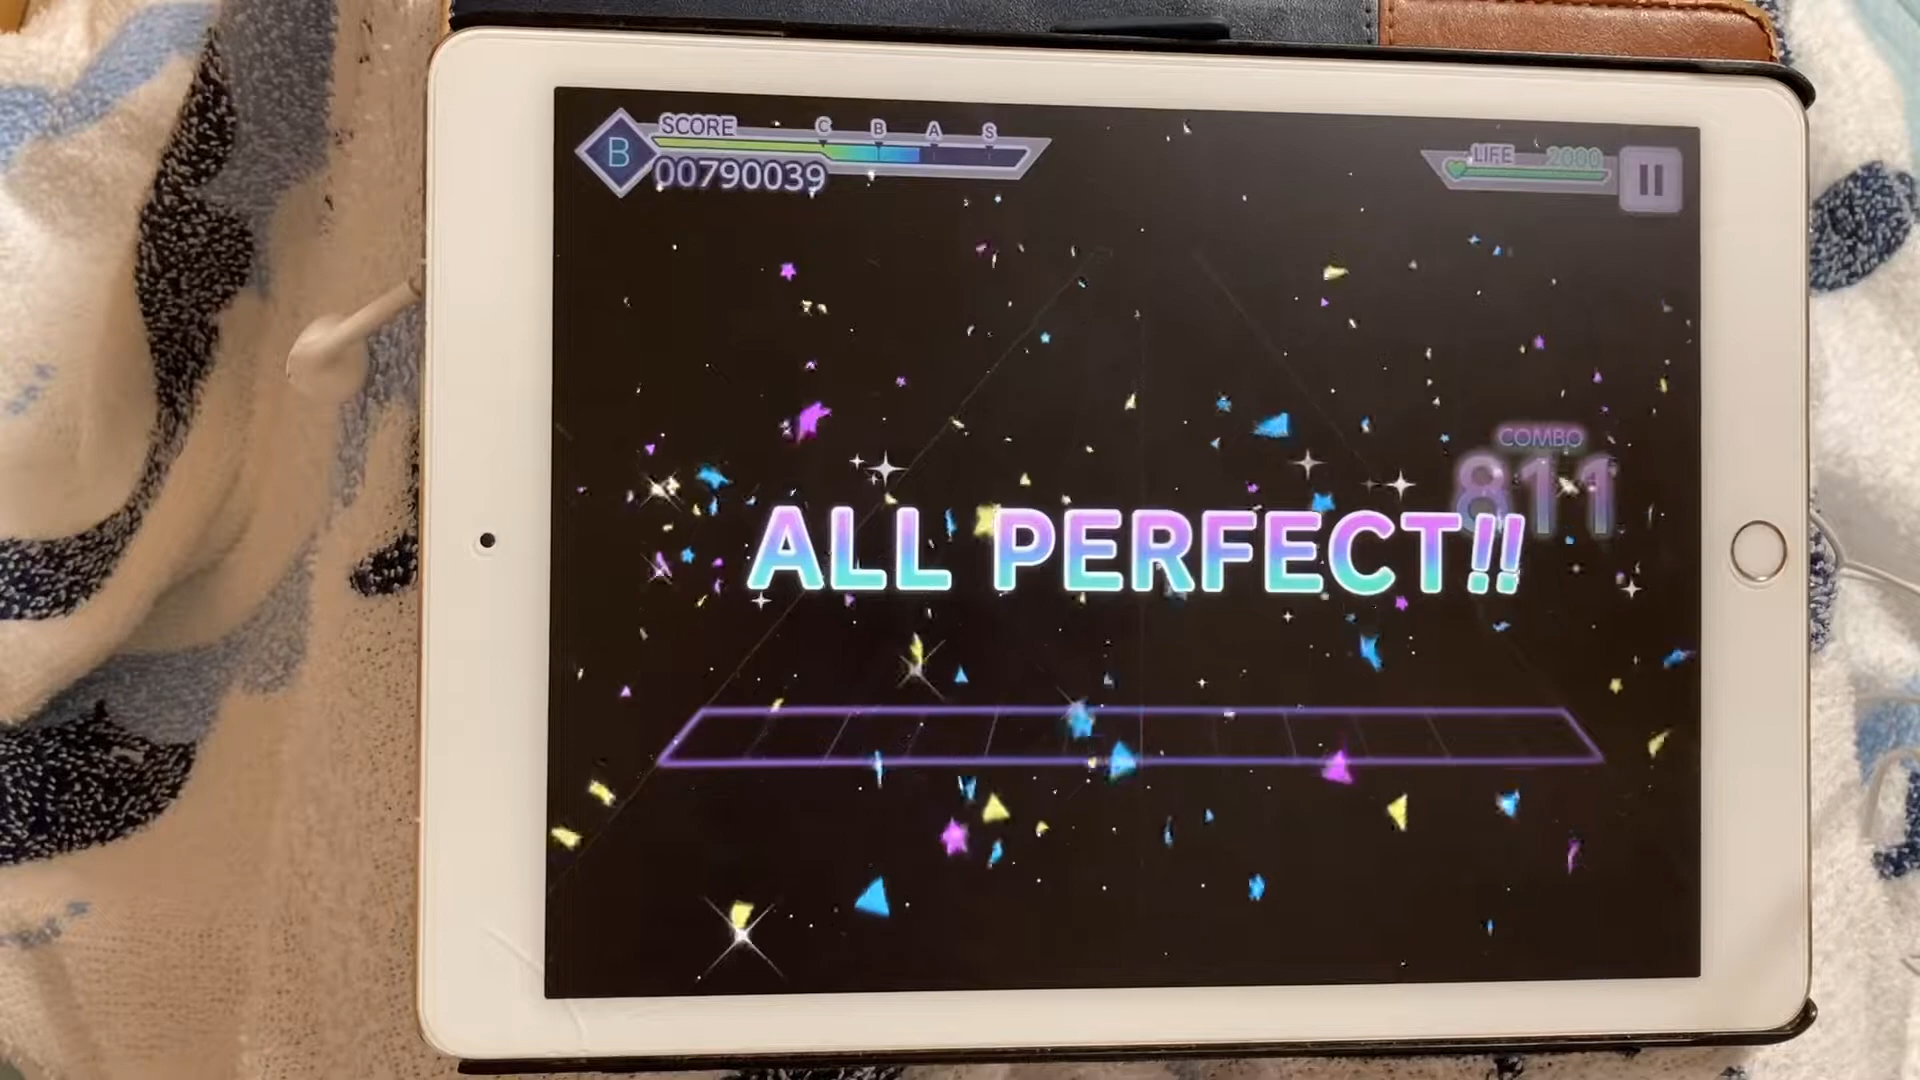 SCORE C B A S
B
00790039
LIFE 2000
COMBO
811
ALL PERFECT!!